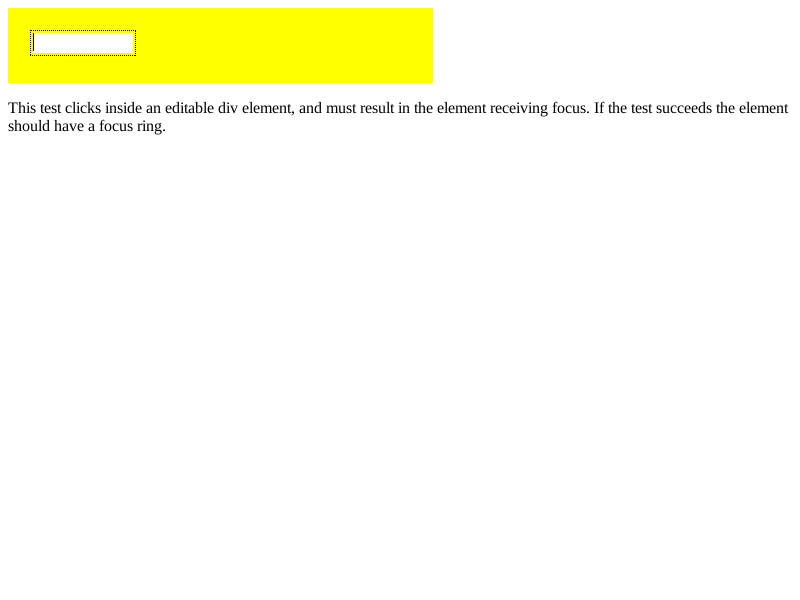 This test clicks inside an editable div element, and must result in the element receiving focus. If the test succeeds the element
should have a focus ring.